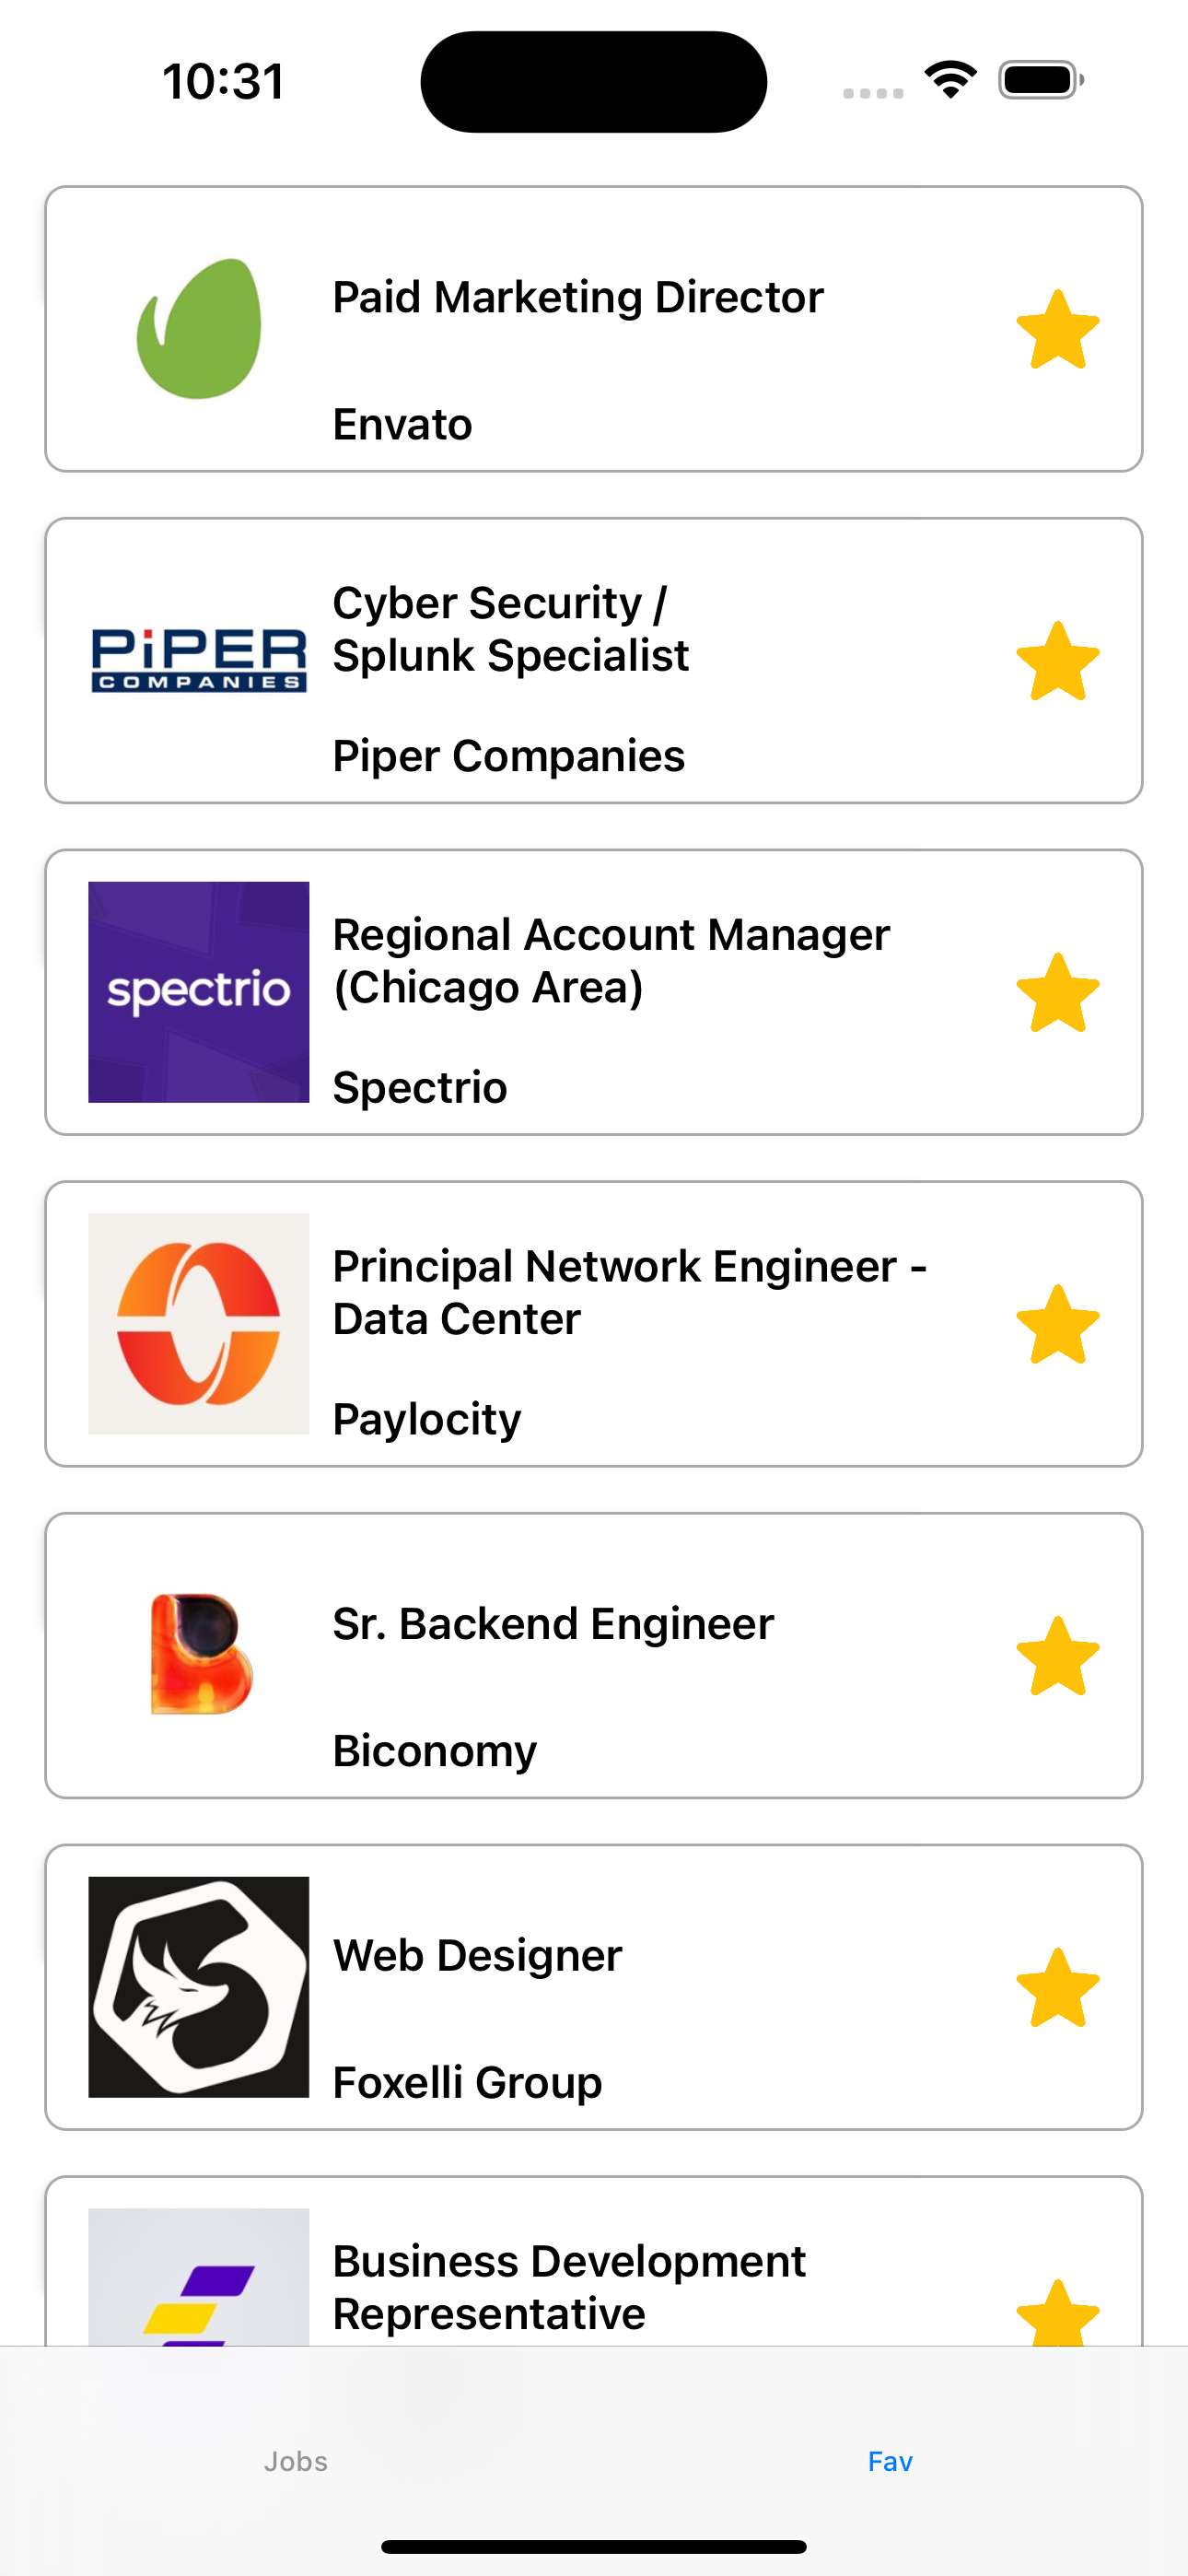 10:31
Paid Marketing Director
Envato
PiPER
COMPANIES
Cyber Security /
Splunk Specialist
Piper Companies
spectrio
Regional Account Manager
(Chicago Area)
Spectrio
Principal Network Engineer -
Data Center
Paylocity
Sr. Backend Engineer
Biconomy
Web Designer
Foxelli Group
Business Development
Representative
Jobs
Fav